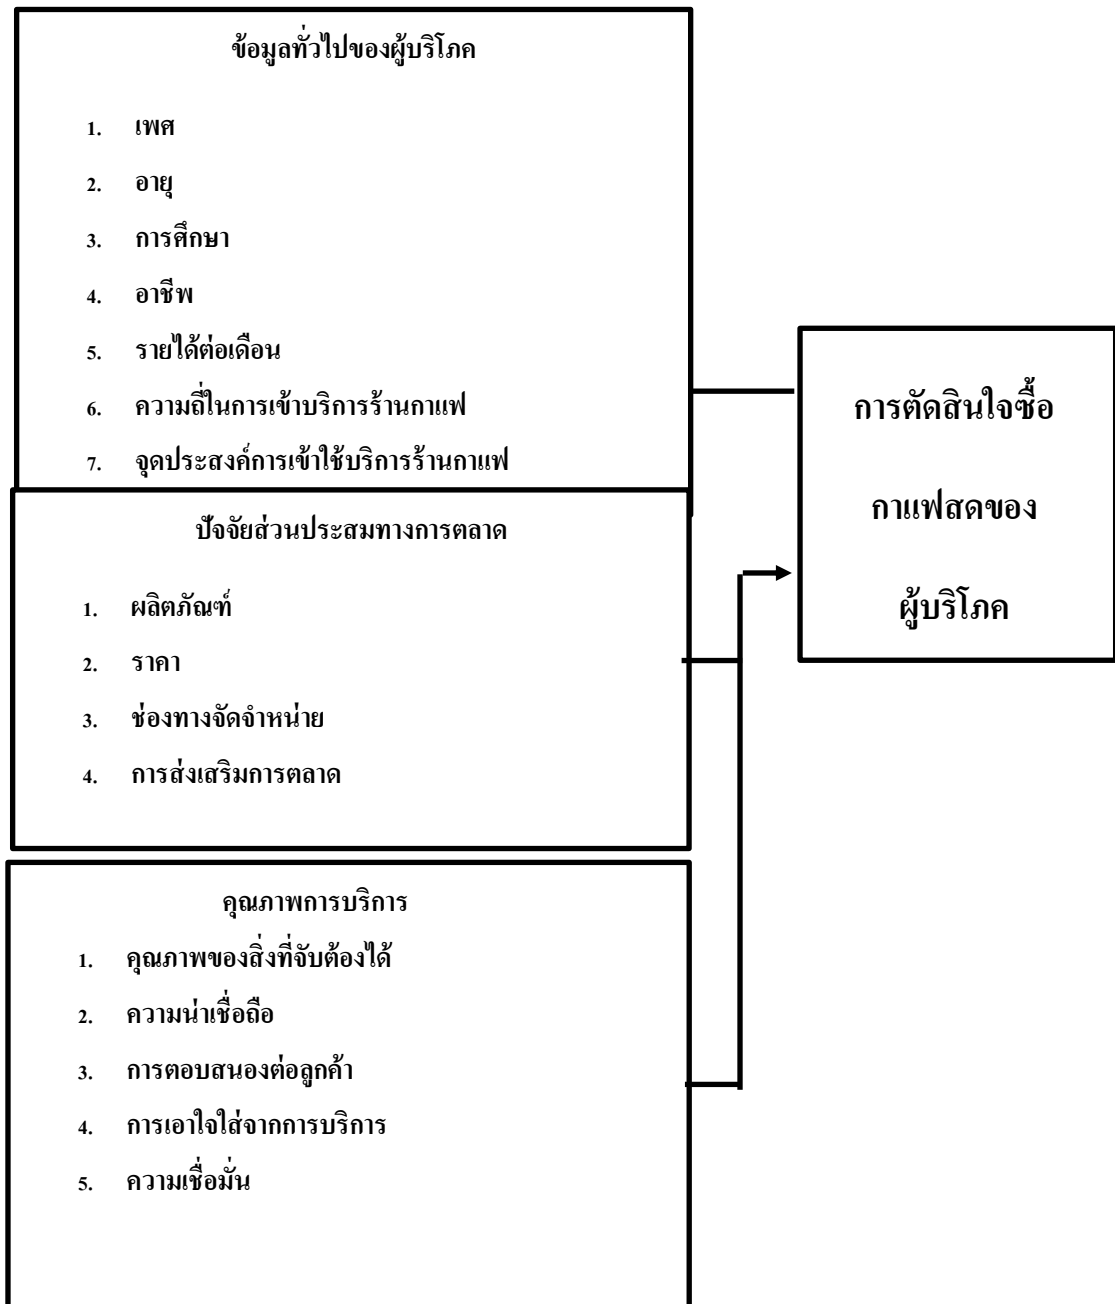 ข้อมูลทั่วไปของผู้บริโภค
1. เพศ
2. อายุ
3. การศึกษา
4. อาชีพ
5. รายได้ต่อเดือน
6. ความถี่ในการเข้าบริการร้านกาแฟ
7. จุดประสงค์การเข้าใช้บริการร้านกาแฟ
ปัจจัยส่วนประสมทางการตลาด
1. ผลิตภัณฑ์
2. ราคา
3. ช่องทางจัดจำหน่าย
4. การส่งเสริมการตลาด
คุณภาพการบริการ
1. คุณภาพของสิ่งที่จับต้องได้
2. ความน่าเชื่อถือ
3. การตอบสนองต่อลูกค้า
4. การเอาใจใส่จากการบริการ
5. ความเชื่อมั่น
การตัดสินใจซื้อ
กาแฟสดของ
ผู้บริโภค